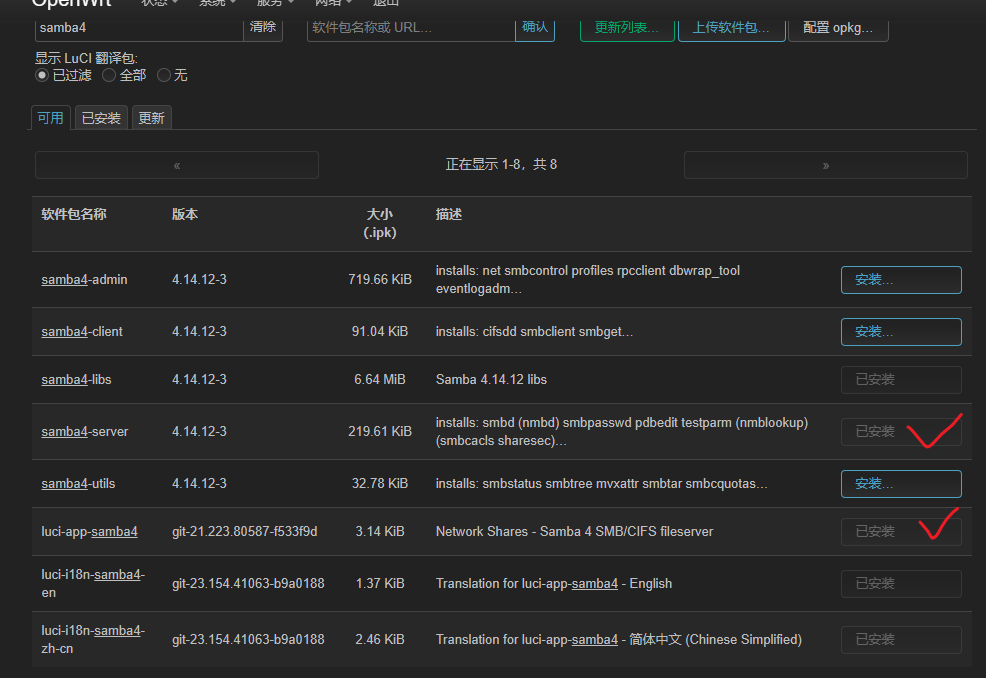 OpenWrt 状态 系统 服务 网络 退出
samba4 清除 软件包名称或 URL... 确认 更新列表... 上传软件包... 配置 opkg...
显示 LuCI 翻译包:
已过滤 全部 无
可用 已安装 更新
« 正在显示 1-8，共 8 »
软件包名称 版本 大小 (.ipk) 描述
samba4-admin 4.14.12-3 719.66 KiB installs: net smbcontrol profiles rpcclient dbwrap_tool
eventlogadm… 安装...
samba4-client 4.14.12-3 91.04 KiB installs: cifsdd smbclient smbget… 安装...
samba4-libs 4.14.12-3 6.64 MiB Samba 4.14.12 libs 已安装
samba4-server 4.14.12-3 219.61 KiB installs: smbd (nmbd) smbpasswd pdbedit testparm (nmblookup)
(smbcacls sharesec)… 已安装
samba4-utils 4.14.12-3 32.78 KiB installs: smbstatus smbtree mvxattr smbtar smbcquotas… 安装...
luci-app-samba4 git-21.223.80587-f533f9d 3.14 KiB Network Shares - Samba 4 SMB/CIFS fileserver 已安装
luci-i18n-samba4-
en git-23.154.41063-b9a0188 1.37 KiB Translation for luci-app-samba4 - English 已安装
luci-i18n-samba4-
zh-cn git-23.154.41063-b9a0188 2.46 KiB Translation for luci-app-samba4 - 简体中文 (Chinese Simplified) 已安装